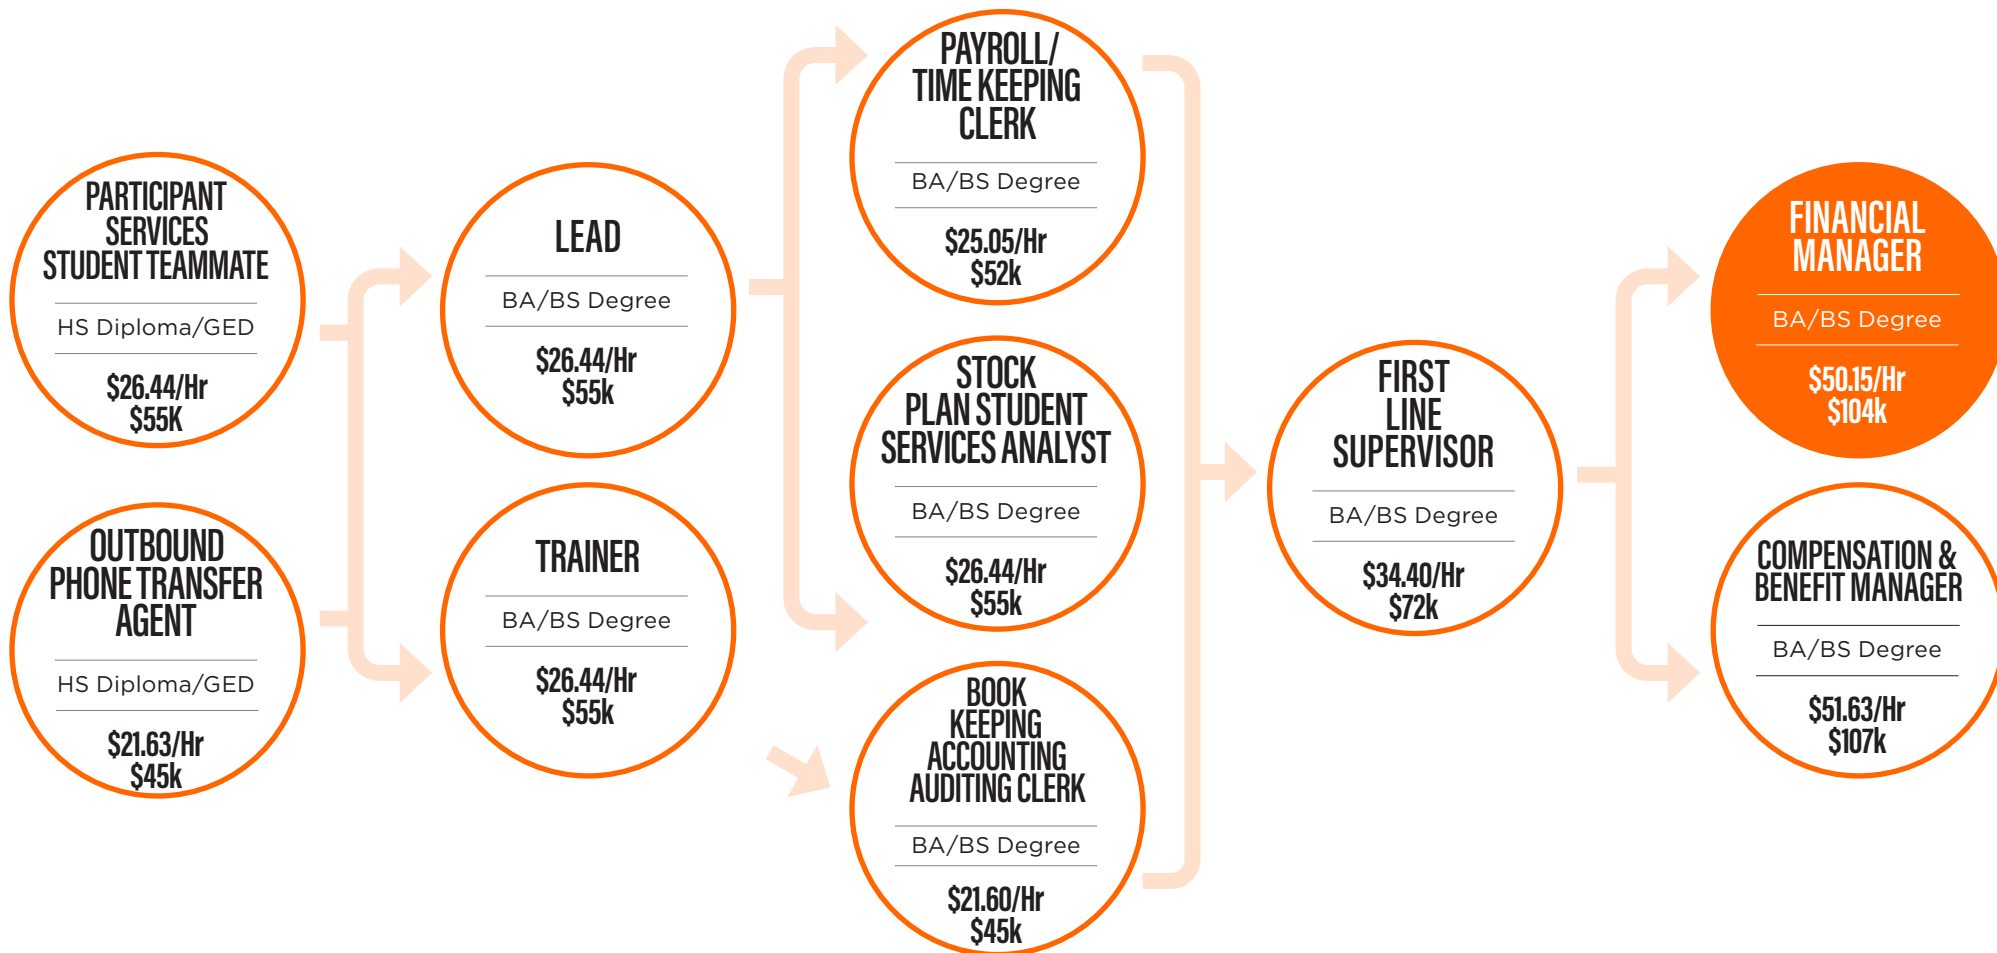 PARTICIPANT
SERVICES
STUDENT TEAMMATE
HS Diploma/GED
$26.44/Hr
$55K
OUTBOUND
PHONE TRANSFER
AGENT
HS Diploma/GED
$21.63/Hr
$45k
LEAD
BA/BS Degree
$26.44/Hr
$55k
TRAINER
BA/BS Degree
$26.44/Hr
$55k
PAYROLL/
TIME KEEPING
CLERK
BA/BS Degree
$25.05/Hr
$52k
STOCK
PLAN STUDENT
SERVICES ANALYST
BA/BS Degree
$26.44/Hr
$55k
BOOK
KEEPING
ACCOUNTING
AUDITING CLERK
BA/BS Degree
$21.60/Hr
$45k
FIRST
LINE
SUPERVISOR
BA/BS Degree
$34.40/Hr
$72k
FINANCIAL
MANAGER
BA/BS Degree
$50.15/Hr
$104k
COMPENSATION &
BENEFIT MANAGER
BA/BS Degree
$51.63/Hr
$107k